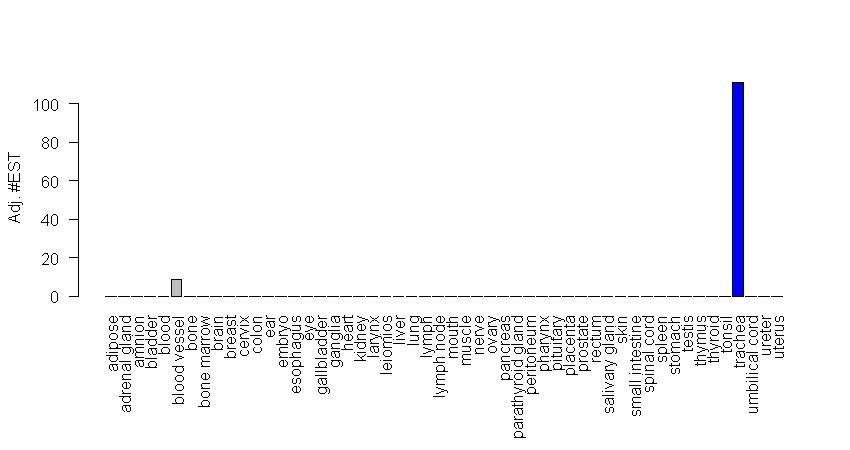 Adj. #EST
100
80
60
40
20
0
adipose
adrenal gland
amnion
bladder
blood
blood vessel
bone
bone marrow
brain
breast
cervix
colon
ear
embryo
esophagus
eye
gallbladder
ganglia
heart
kidney
larynx
leiomios
liver
lung
lymph
lymph node
mouth
muscle
nerve
ovary
pancreas
parathyroid gland
peritoneum
pharynx
pituitary
placenta
prostate
rectum
salivary gland
skin
small intestine
spinal cord
spleen
stomach
testis
thymus
thyroid
tonsil
trachea
umbilical cord
ureter
uterus